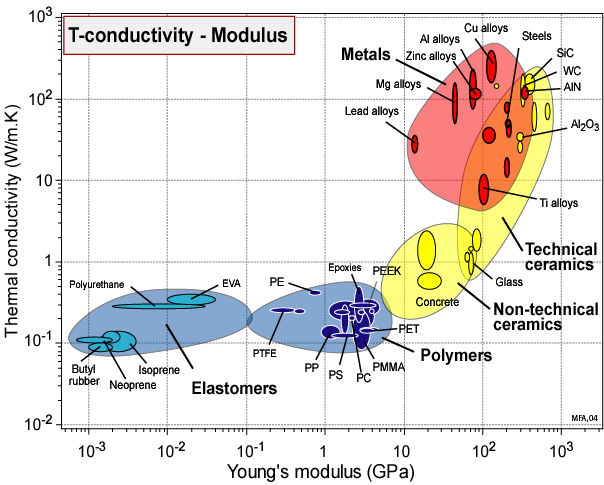 T-conductivity - Modulus
Thermal conductivity (W/m.K)
10³
10²
10
1
10⁻¹
10⁻²
Metals
Cu alloys
Al alloys
Steels
Zinc alloys
SiC
WC
Mg alloys
AlN
Lead alloys
Al₂O₃
Ti alloys
Technical
ceramics
Glass
Concrete
Non-technical
ceramics
Epoxies
PEEK
PE
EVA
Polyurethane
PTFE
PET
PP
PS
PC
PMMA
Polymers
Butyl
rubber
Neoprene
Isoprene
Elastomers
MFA,04
10⁻³
10⁻²
10⁻¹
1
10
10²
10³
Young's modulus (GPa)